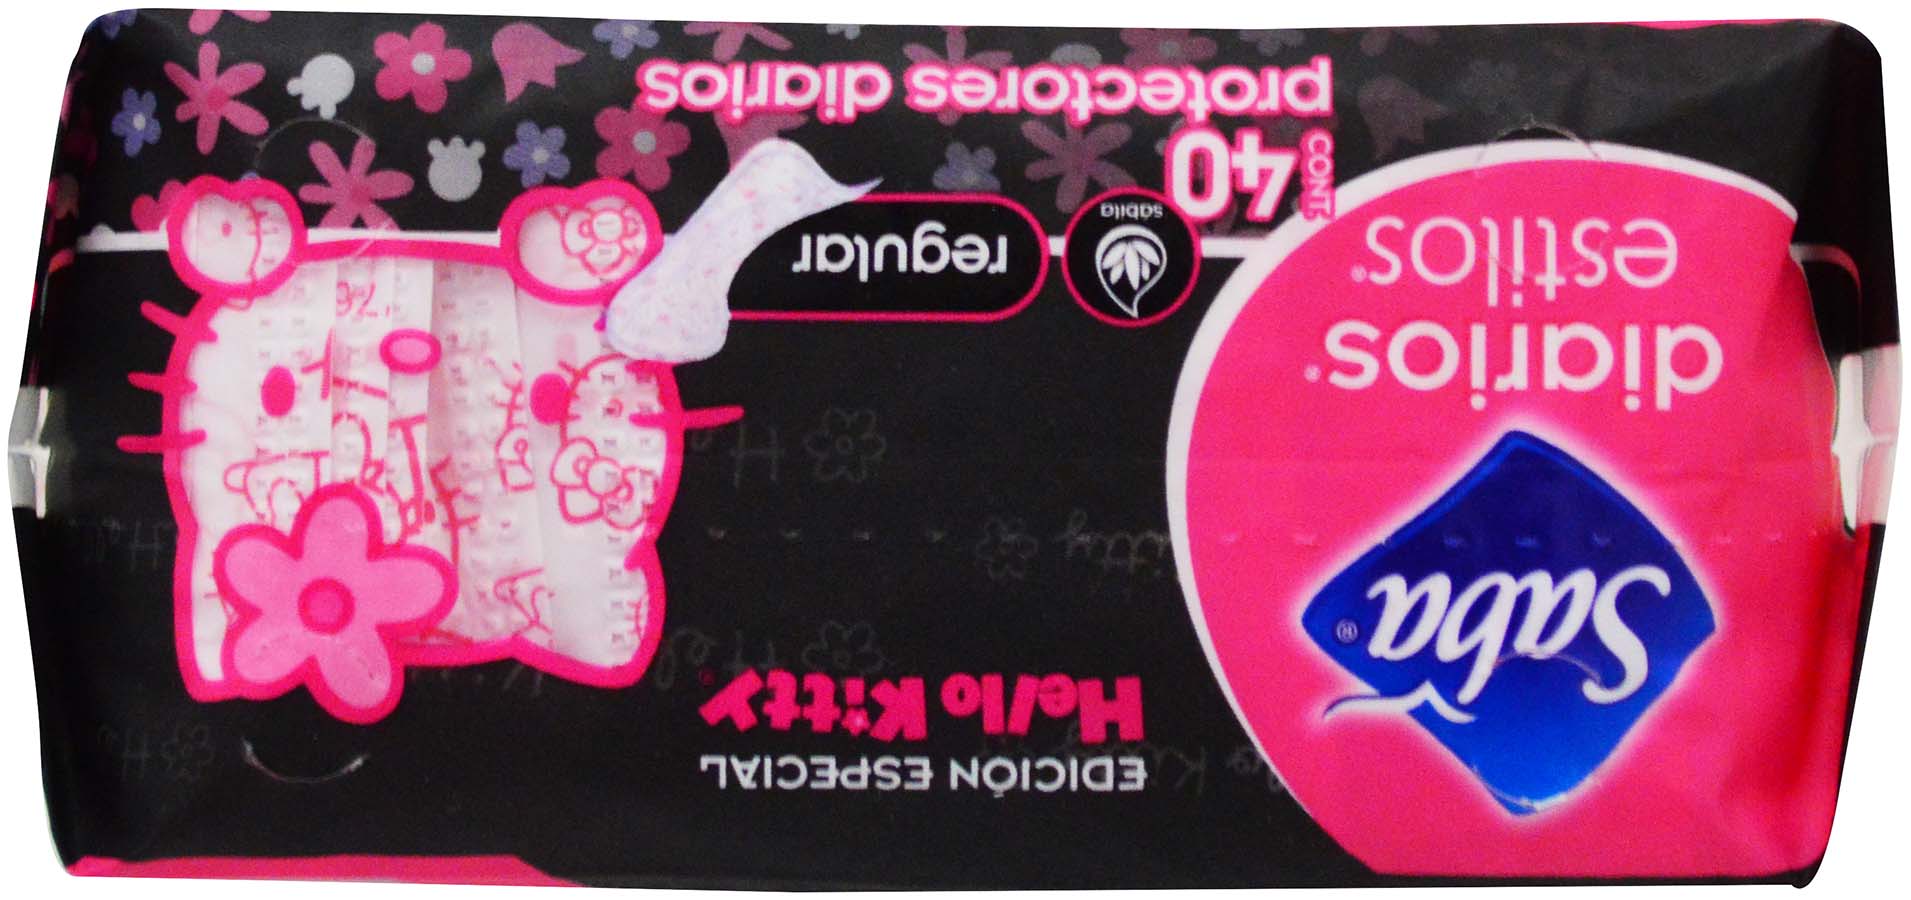 Saba®
diarios®
estilos®
EDICIÓN ESPECIAL
Hello Kitty®
sábila
regular
CONT. 40
protectores diarios